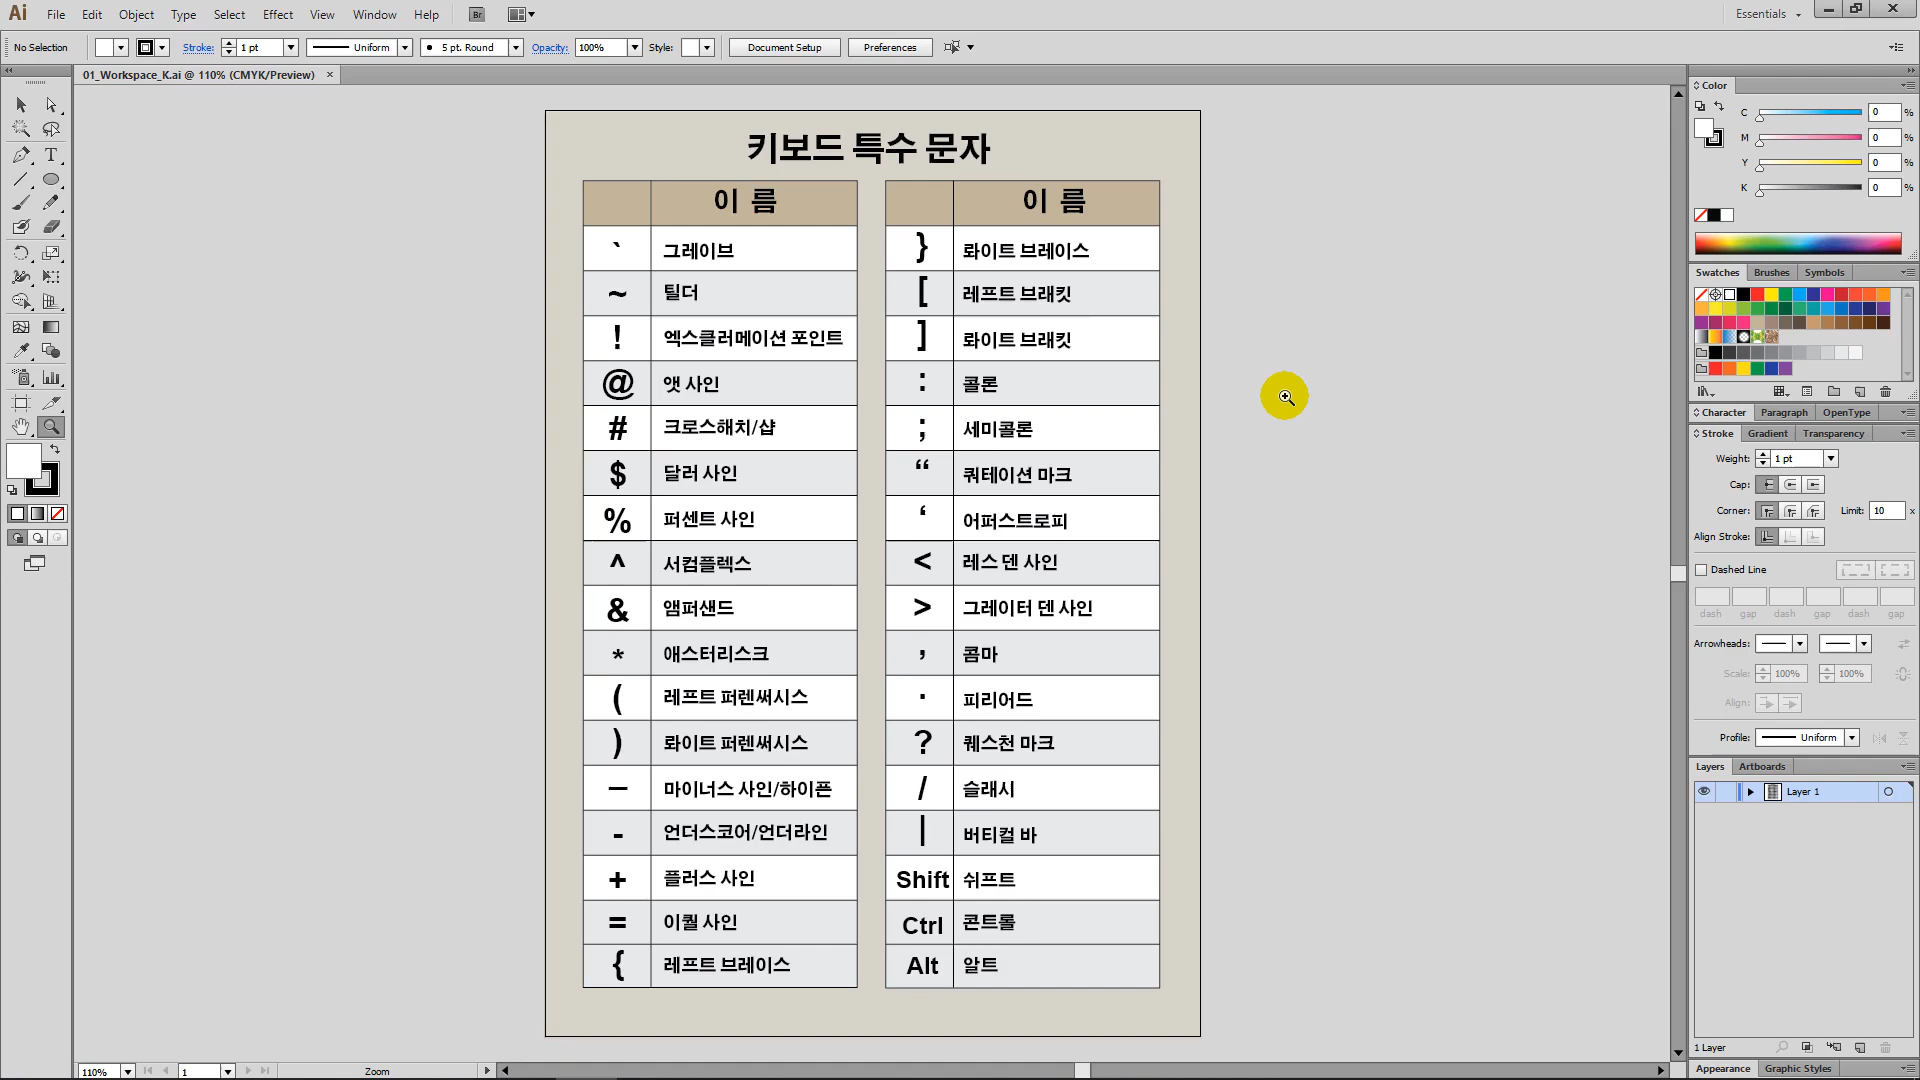 Ai File Edit Object Type Select Effect View Window Help Br Essentials
No Selection Stroke: 1 pt Uniform 5 pt. Round Opacity: 100% Style: Document Setup Preferences
01_Workspace_K.ai @ 110% (CMYK/Preview) ×
키보드 특수 문자
이 름
` 그레이브
~ 틸더
! 엑스클러메이션 포인트
@ 앳 사인
# 크로스해치/샵
$ 달러 사인
% 퍼센트 사인
^ 서컴플렉스
& 앰퍼샌드
* 애스터리스크
( 레프트 퍼렌써시스
) 롸이트 퍼렌써시스
– 마이너스 사인/하이픈
- 언더스코어/언더라인
+ 플러스 사인
= 이퀄 사인
{ 레프트 브레이스
이 름
} 롸이트 브레이스
[ 레프트 브래킷
] 롸이트 브래킷
: 콜론
; 세미콜론
“ 쿼테이션 마크
‘ 어퍼스트로피
< 레스 덴 사인
> 그레이터 덴 사인
, 콤마
· 피리어드
? 퀘스천 마크
/ 슬래시
| 버티컬 바
Shift 쉬프트
Ctrl 콘트롤
Alt 알트
Color
C 0 %
M 0 %
Y 0 %
K 0 %
Swatches Brushes Symbols
Character Paragraph OpenType
Stroke Gradient Transparency
Weight: 1 pt
Cap:
Corner: Limit: 10 x
Align Stroke:
Dashed Line
dash gap dash gap dash gap
Arrowheads:
Scale: 100% 100%
Align:
Profile: Uniform
Layers Artboards
Layer 1
1 Layer
Appearance Graphic Styles
110% 1 Zoom